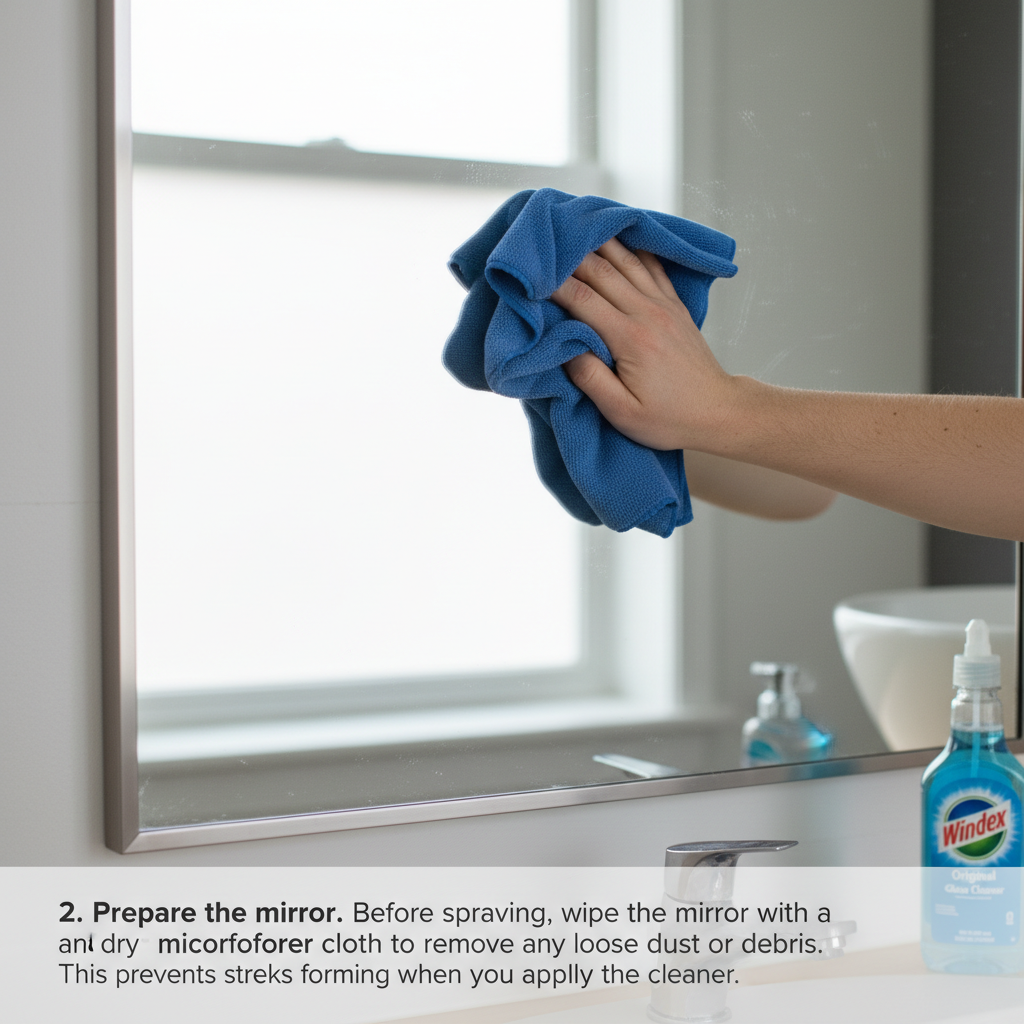 Windex
Original
Glass Cleaner
2. Prepare the mirror. Before spraving, wipe the mirror with a
and dry micorfoforer cloth to remove any loose dust or debris.
This prevents streks forming when you applly the cleaner.